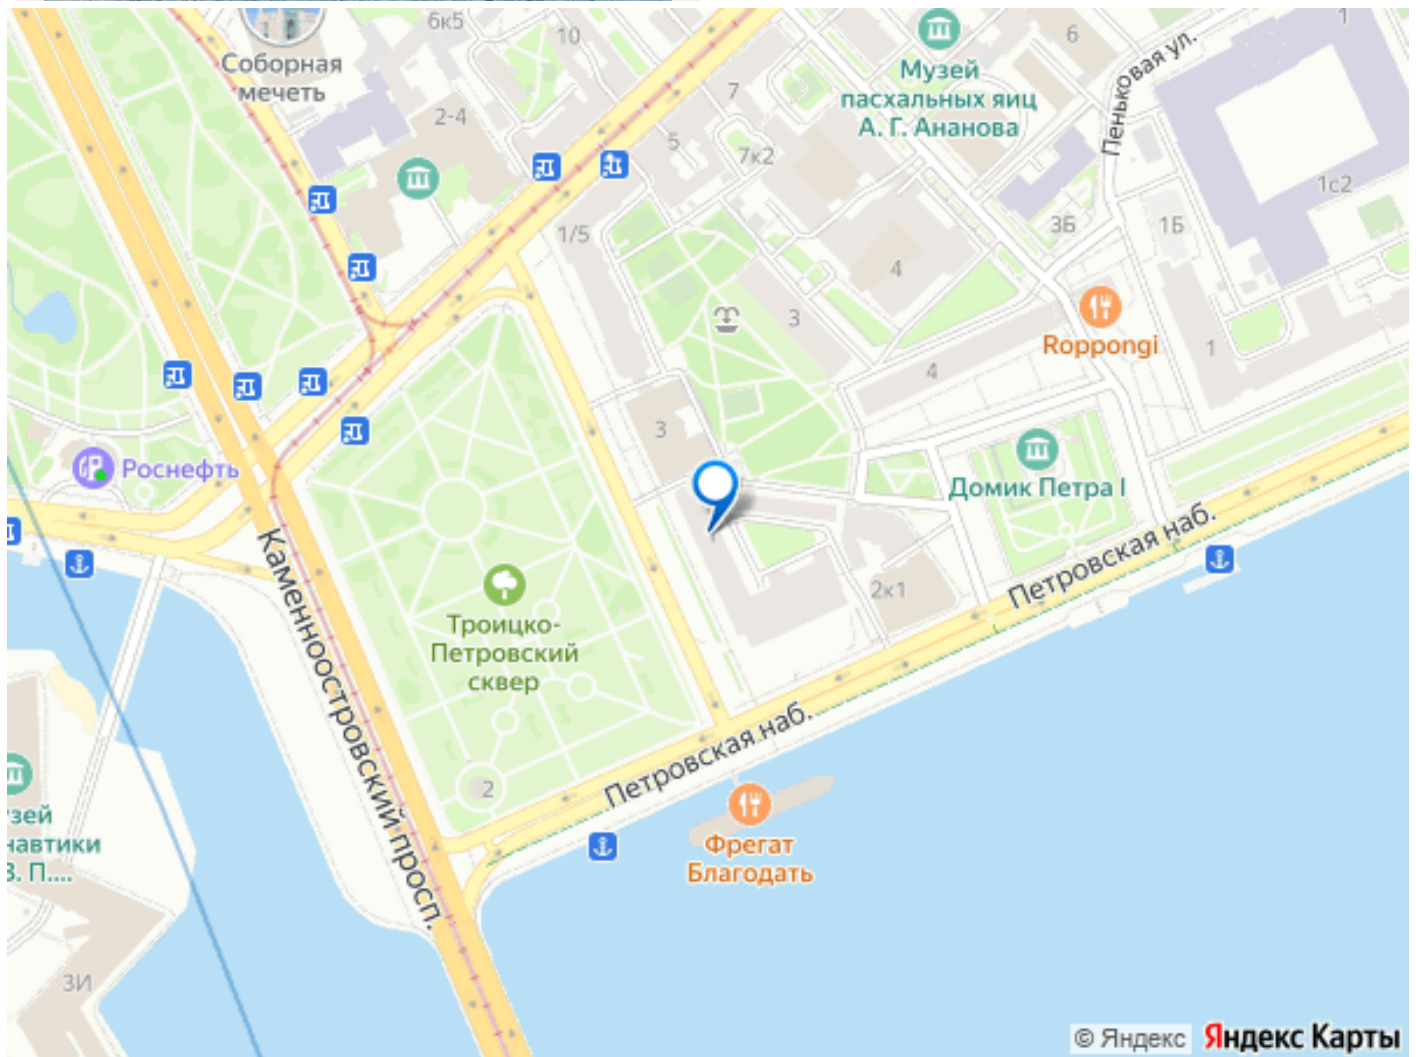 6к5
10
1
6
Соборная
мечеть
Музей
пасхальных яиц
А. Г. Ананова
Пеньковая ул.
2-4
7
5
7к2
1с2
1/5
3Б
1Б
4
3
Roppongi
4
1
3
Роснефть
Домик Петра I
Петровская наб.
Каменноостровский просп.
2к1
Троицко-
Петровский
сквер
Петровская наб.
2
зей
навтики
В. П....
Фрегат
Благодать
3И
© Яндекс Яндекс Карты